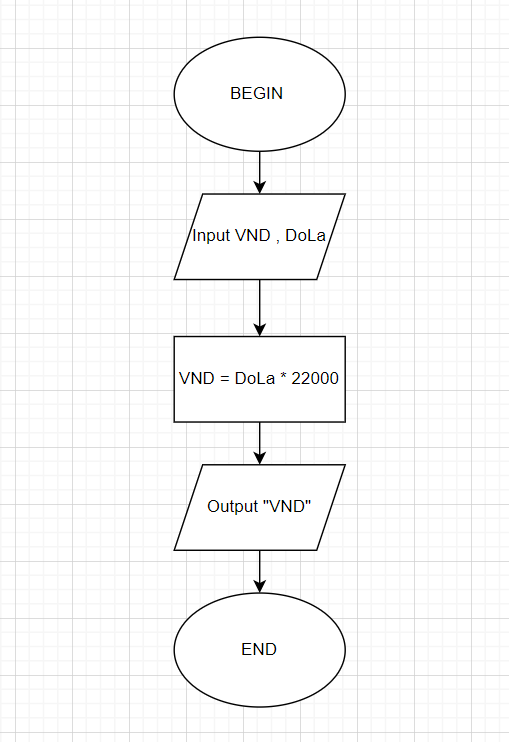 BEGIN
Input VND , DoLa
VND = DoLa * 22000
Output "VND"
END